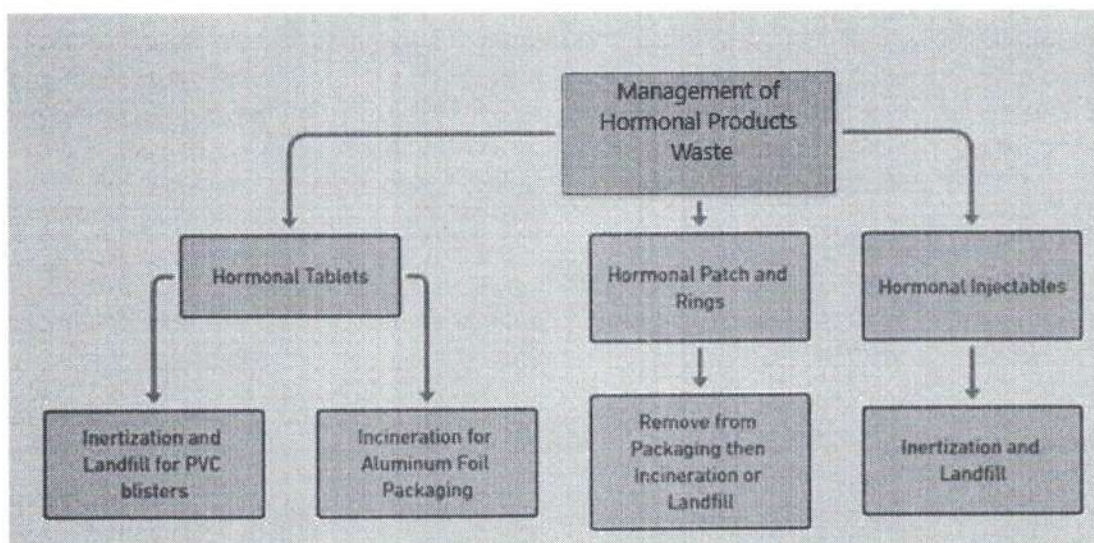 Management of
Hormonal Products
Waste
Hormonal Tablets
Hormonal Patch and
Rings
Hormonal Injectables
Inertization and
Landfill for PVC
blisters
Incineration for
Aluminum Foil
Packaging
Remove from
Packaging then
Incineration or
Landfill
Inertization and
Landfill